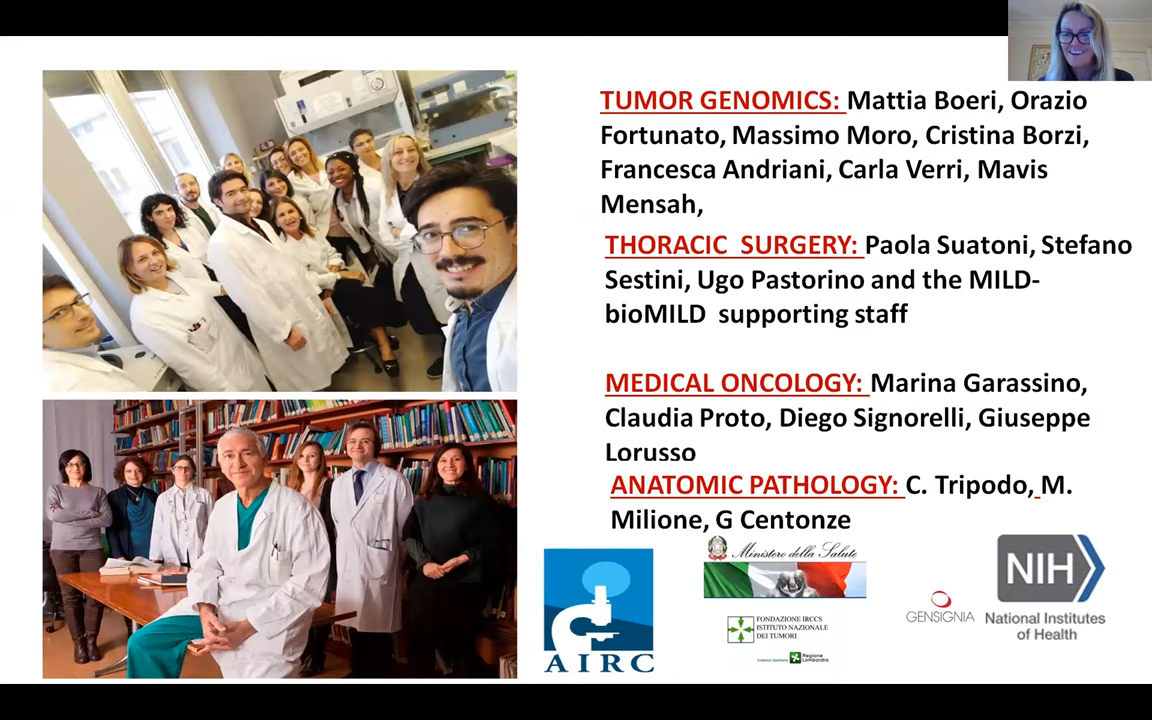 TUMOR GENOMICS: Mattia Boeri, Orazio
Fortunato, Massimo Moro, Cristina Borzi,
Francesca Andriani, Carla Verri, Mavis
Mensah,
THORACIC SURGERY: Paola Suatoni, Stefano
Sestini, Ugo Pastorino and the MILD-
bioMILD supporting staff
MEDICAL ONCOLOGY: Marina Garassino,
Claudia Proto, Diego Signorelli, Giuseppe
Lorusso
ANATOMIC PATHOLOGY: C. Tripodo, M.
Milione, G Centonze
AIRC
Ministero della Salute
FONDAZIONE IRCCS
ISTITUTO NAZIONALE
DEI TUMORI
Sistema Sanitario
Regione
Lombardia
GENSIGNIA
NIH
National Institutes
of Health